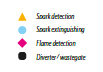 Spark detection
Spark extinguishing
Flame detection
Diverter/wastegate